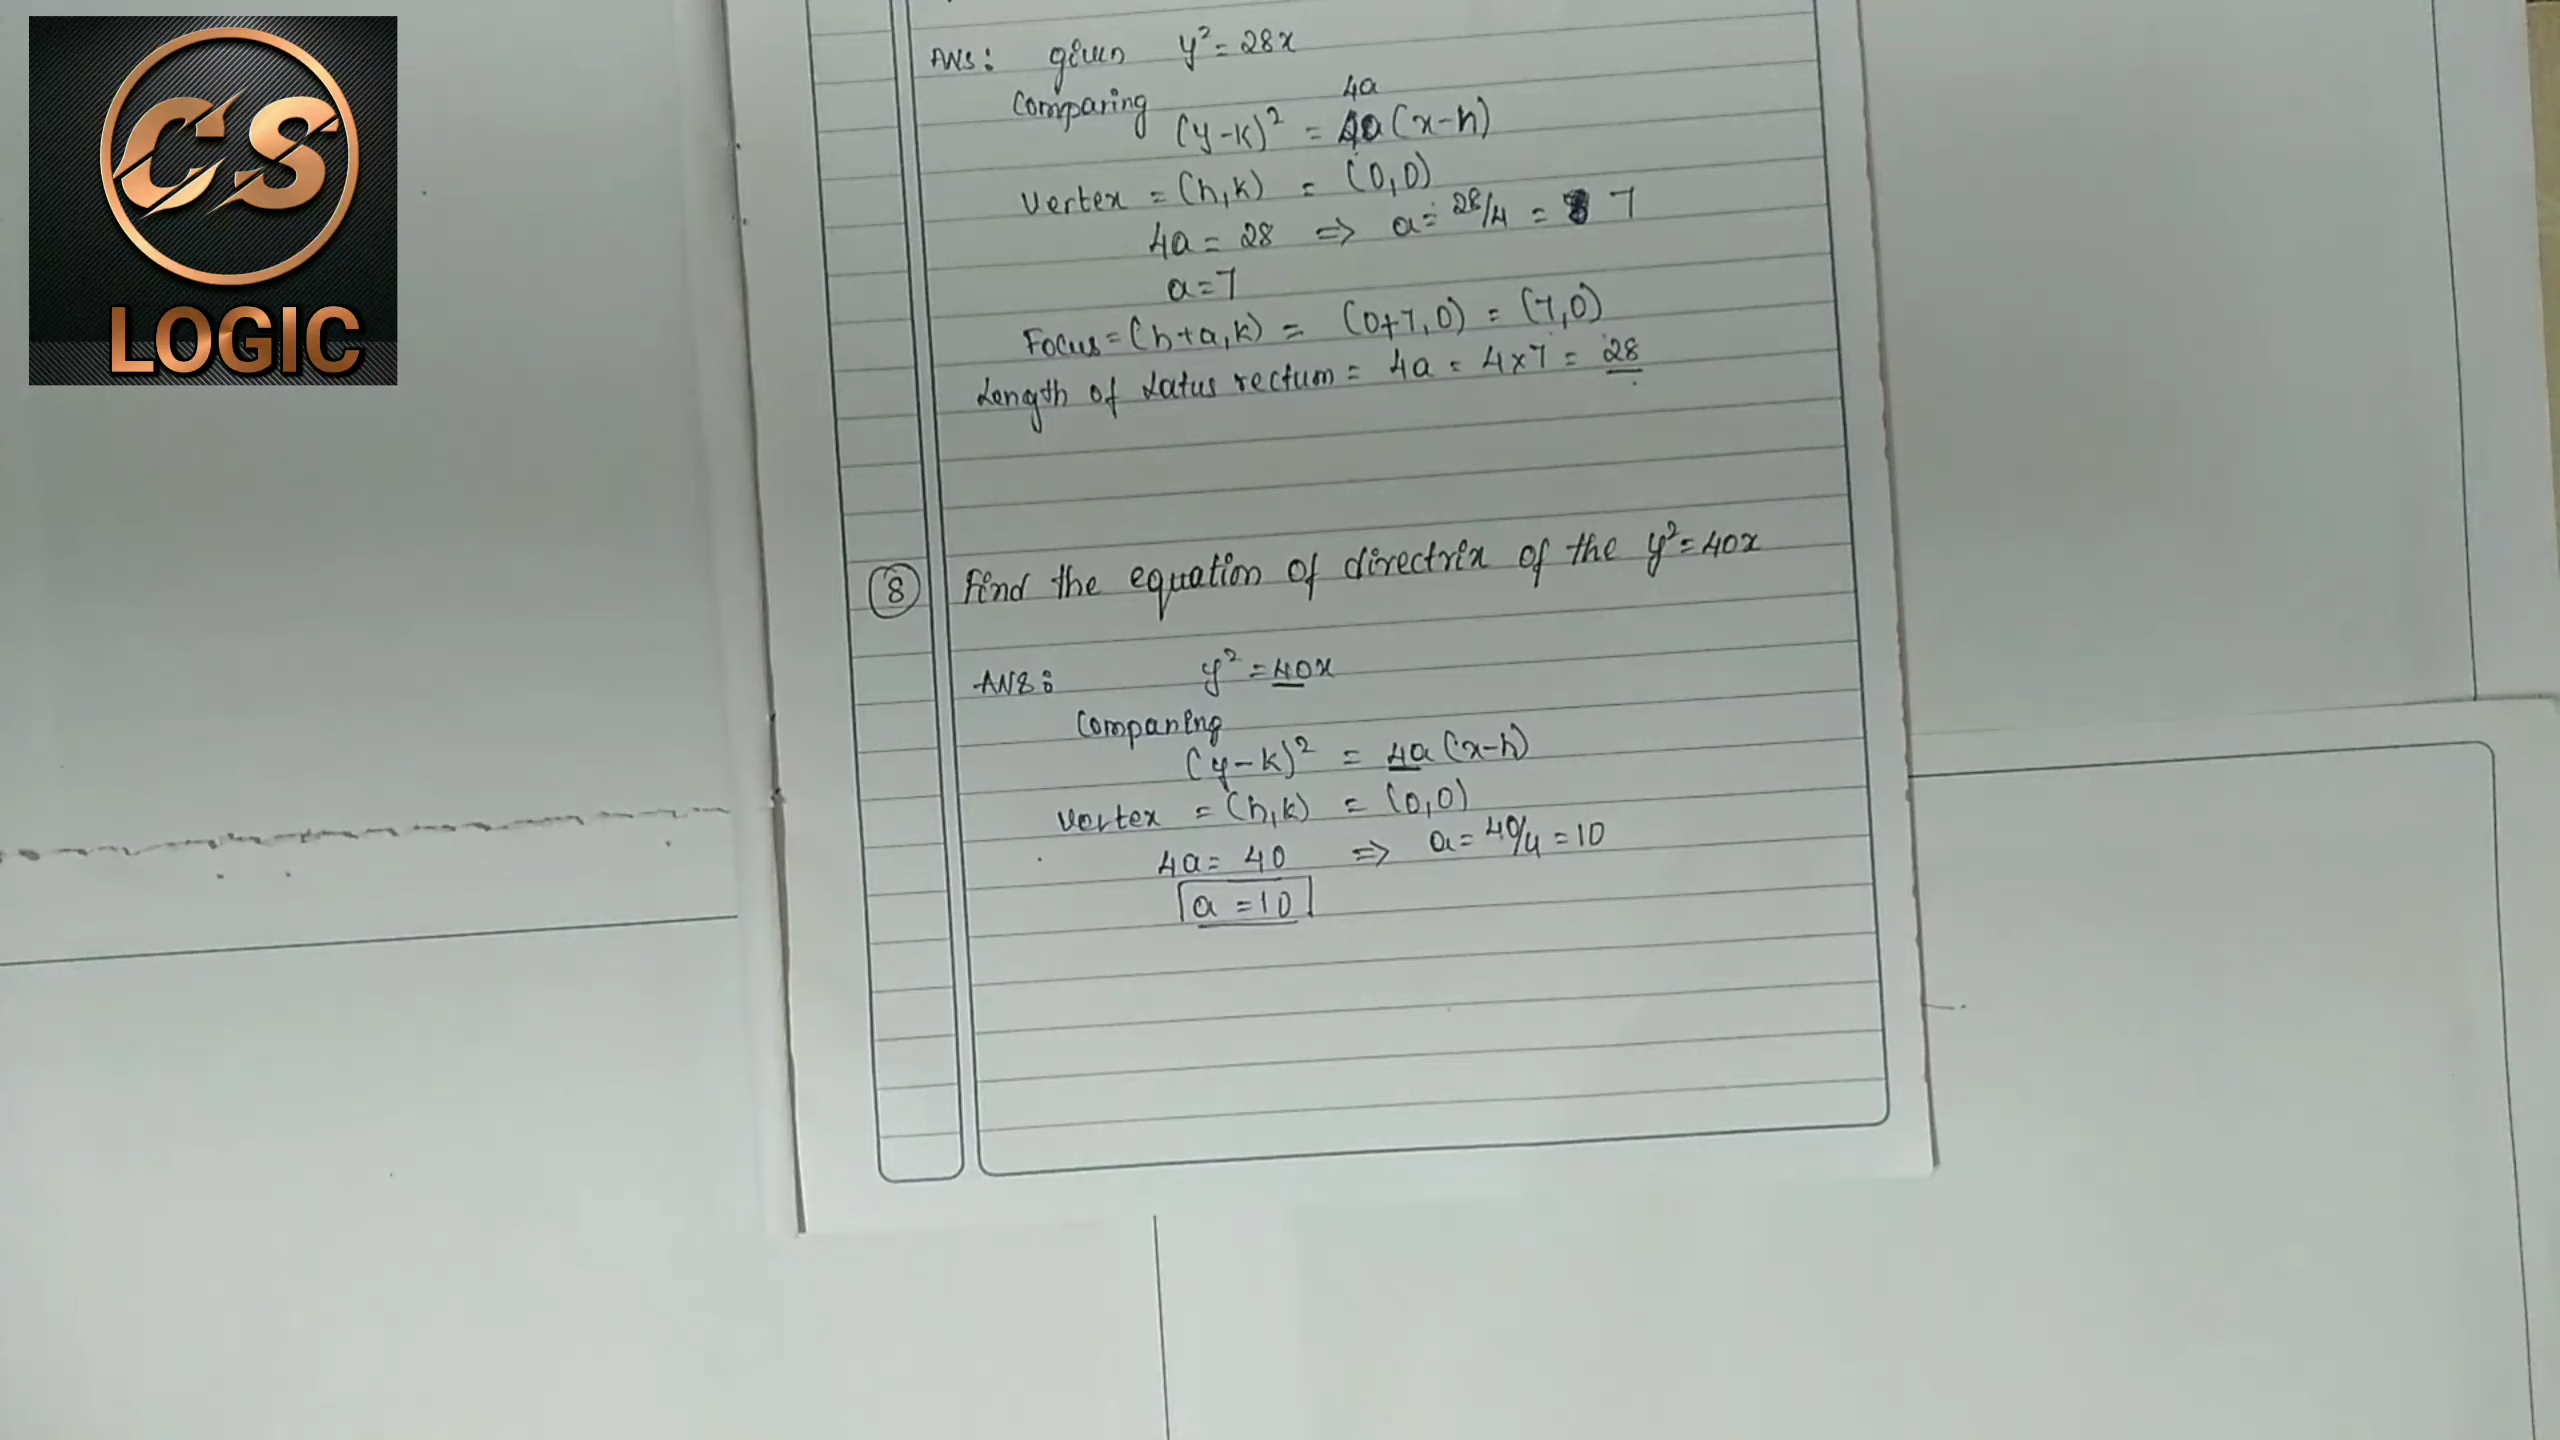 CS
LOGIC
Ans: given y² = 28x
Comparing
4a
(y-k)² = 4a(x-h)
Vertex = (h,k) = (0,0)
4a = 28 ⇒ a = 28/4 = 7
a = 7
Focus = (h+a, k) = (0+7, 0) = (7,0)
Length of Latus rectum = 4a = 4×7 = 28
8 Find the equation of directrix of the y² = 40x
ANS: y² = 40x
Comparing
(y-k)² = 4a(x-h)
Vertex = (h,k) = (0,0)
4a = 40 ⇒ a = 40/4 = 10
a = 10